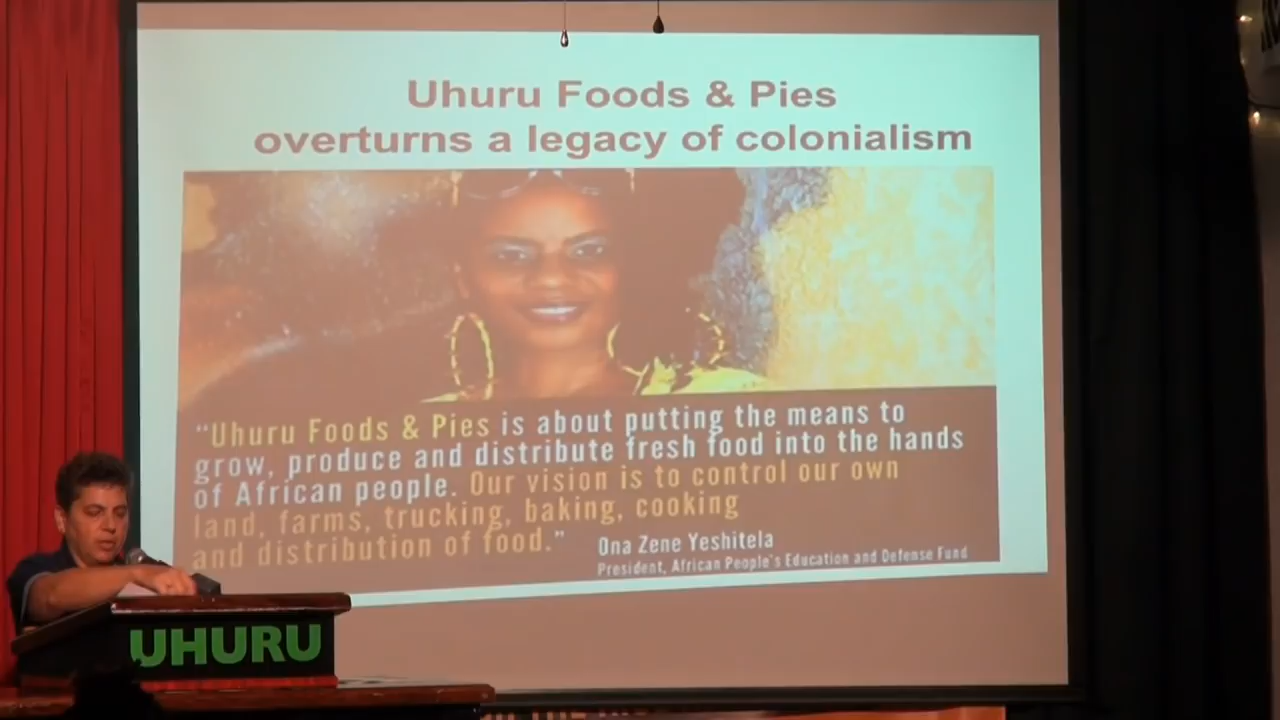 Uhuru Foods & Pies
overturns a legacy of colonialism
“Uhuru Foods & Pies is about putting the means to
grow, produce and distribute fresh food into the hands
of African people. Our vision is to control our own
land, farms, trucking, baking, cooking
and distribution of food.”
Ona Zene Yeshitela
President, African People's Education and Defense Fund
UHURU